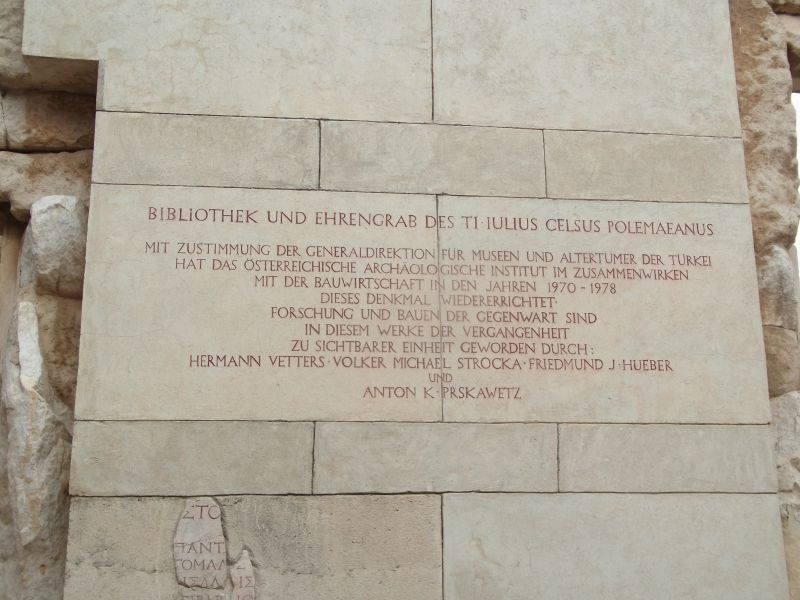 BIBLIOTHEK UND EHRENGRAB DES TI·IULIUS CELSUS POLEMAEANUS
MIT ZUSTIMMUNG DER GENERALDIREKTION FÜR MUSEEN UND ALTERTÜMER DER TÜRKEI
HAT DAS ÖSTERREICHISCHE ARCHÄOLOGISCHE INSTITUT IM ZUSAMMENWIRKEN
MIT DER BAUWIRTSCHAFT IN DEN JAHREN 1970-1978
DIESES DENKMAL WIEDERERRICHTET·
FORSCHUNG UND BAUEN DER GEGENWART SIND
IN DIESEM WERKE DER VERGANGENHEIT
ZU SICHTBARER EINHEIT GEWORDEN DURCH:
HERMANN VETTERS·VOLKER MICHAEL STROCKA·FRIEDMUND J·HUEBER
UND
ANTON K·PRSKAWETZ
ΣΤΟ
ΠΑΝΤ
ΤΟΜΑΛ